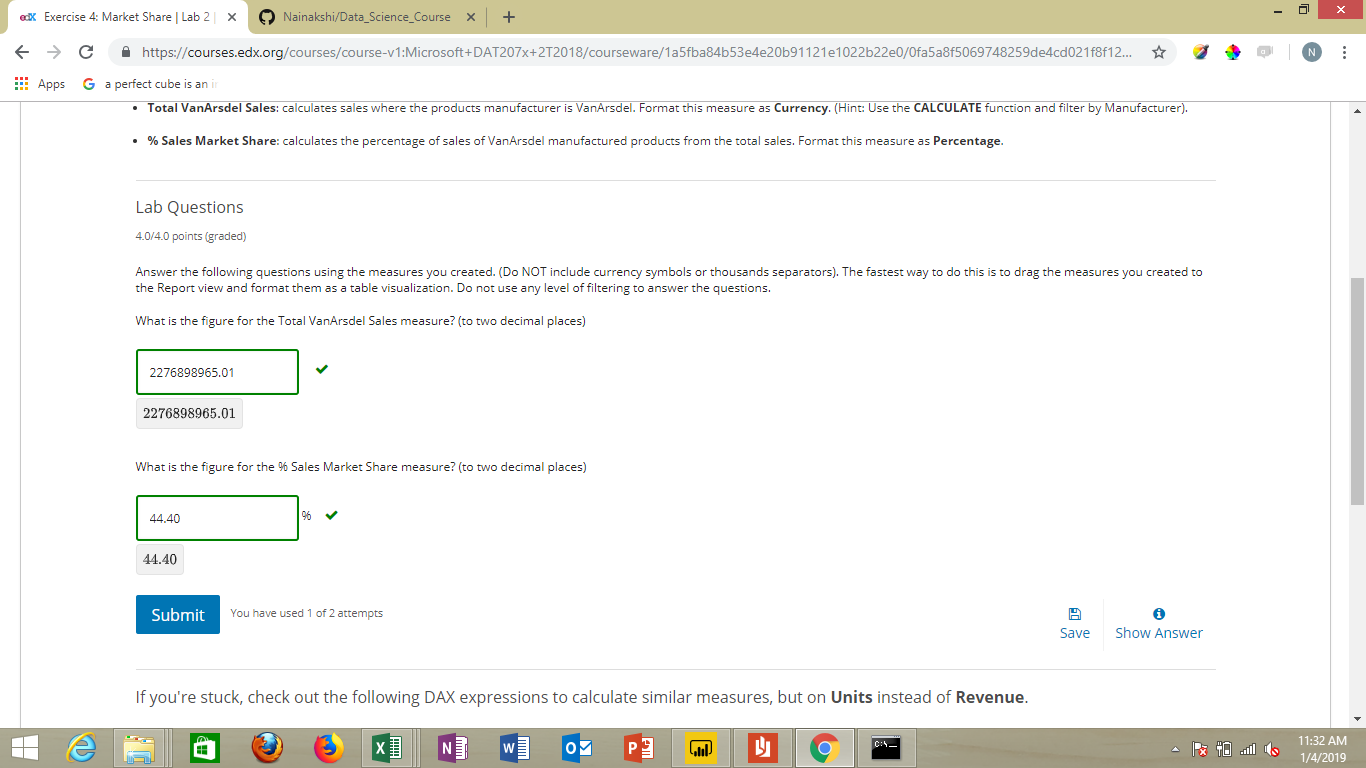 edX Exercise 4: Market Share | Lab 2 |
Nainakshi/Data_Science_Course
https://courses.edx.org/courses/course-v1:Microsoft+DAT207x+2T2018/courseware/1a5fba84b53e4e20b91121e1022b22e0/0fa5a8f5069748259de4cd021f8f12...
N
Apps
G a perfect cube is an i
• Total VanArsdel Sales: calculates sales where the products manufacturer is VanArsdel. Format this measure as Currency. (Hint: Use the CALCULATE function and filter by Manufacturer).
• % Sales Market Share: calculates the percentage of sales of VanArsdel manufactured products from the total sales. Format this measure as Percentage.
Lab Questions
4.0/4.0 points (graded)
Answer the following questions using the measures you created. (Do NOT include currency symbols or thousands separators). The fastest way to do this is to drag the measures you created to
the Report view and format them as a table visualization. Do not use any level of filtering to answer the questions.
What is the figure for the Total VanArsdel Sales measure? (to two decimal places)
2276898965.01
2276898965.01
What is the figure for the % Sales Market Share measure? (to two decimal places)
44.40 %
44.40
Submit You have used 1 of 2 attempts
Save Show Answer
If you're stuck, check out the following DAX expressions to calculate similar measures, but on Units instead of Revenue.
11:32 AM
1/4/2019